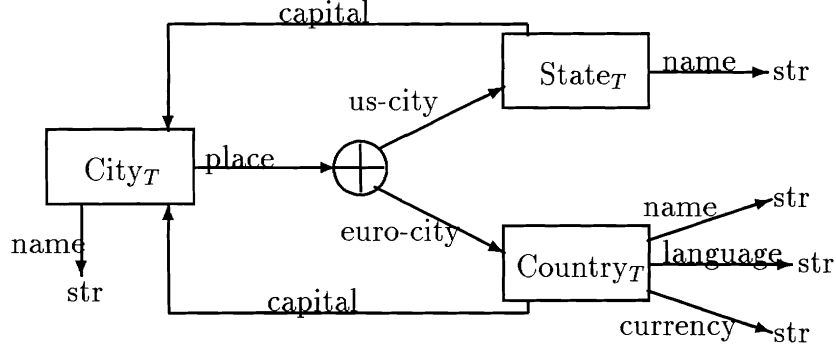 capital
State_T
name
str
us-city
City_T
place
name
str
euro-city
Country_T
name
str
language
str
currency
str
capital